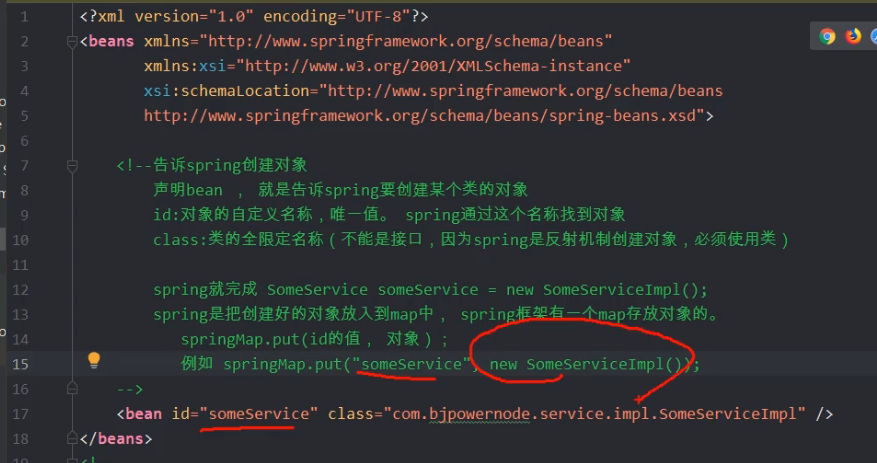 1 <?xml version="1.0" encoding="UTF-8"?>
2 <beans xmlns="http://www.springframework.org/schema/beans"
3 xmlns:xsi="http://www.w3.org/2001/XMLSchema-instance"
4 xsi:schemaLocation="http://www.springframework.org/schema/beans
5 http://www.springframework.org/schema/beans/spring-beans.xsd">
6
7 <!--告诉spring创建对象
8 声明bean ， 就是告诉spring要创建某个类的对象
9 id:对象的自定义名称，唯一值。 spring通过这个名称找到对象
10 class:类的全限定名称（不能是接口，因为spring是反射机制创建对象，必须使用类）
11
12 spring就完成 SomeService someService = new SomeServiceImpl();
13 spring是把创建好的对象放入到map中， spring框架有一个map存放对象的。
14 springMap.put(id的值， 对象)；
15 例如 springMap.put("someService", new SomeServiceImpl());
16 -->
17 <bean id="someService" class="com.bjpowernode.service.impl.SomeServiceImpl" />
18 </beans>